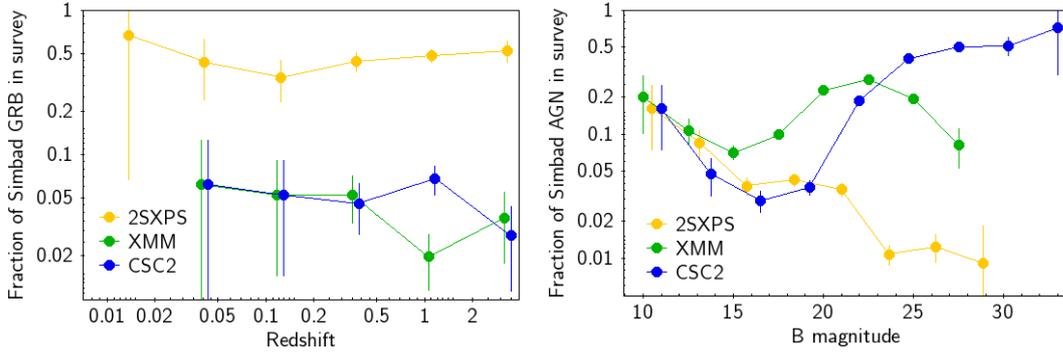 Fraction of Simbad GRB in survey
1
0.5
0.2
0.1
0.05
0.02
2SXPS
XMM
CSC2
0.01 0.02 0.05 0.1 0.2 0.5 1 2
Redshift
Fraction of Simbad AGN in survey
1
0.5
0.2
0.1
0.05
0.02
0.01
2SXPS
XMM
CSC2
10 15 20 25 30
B magnitude